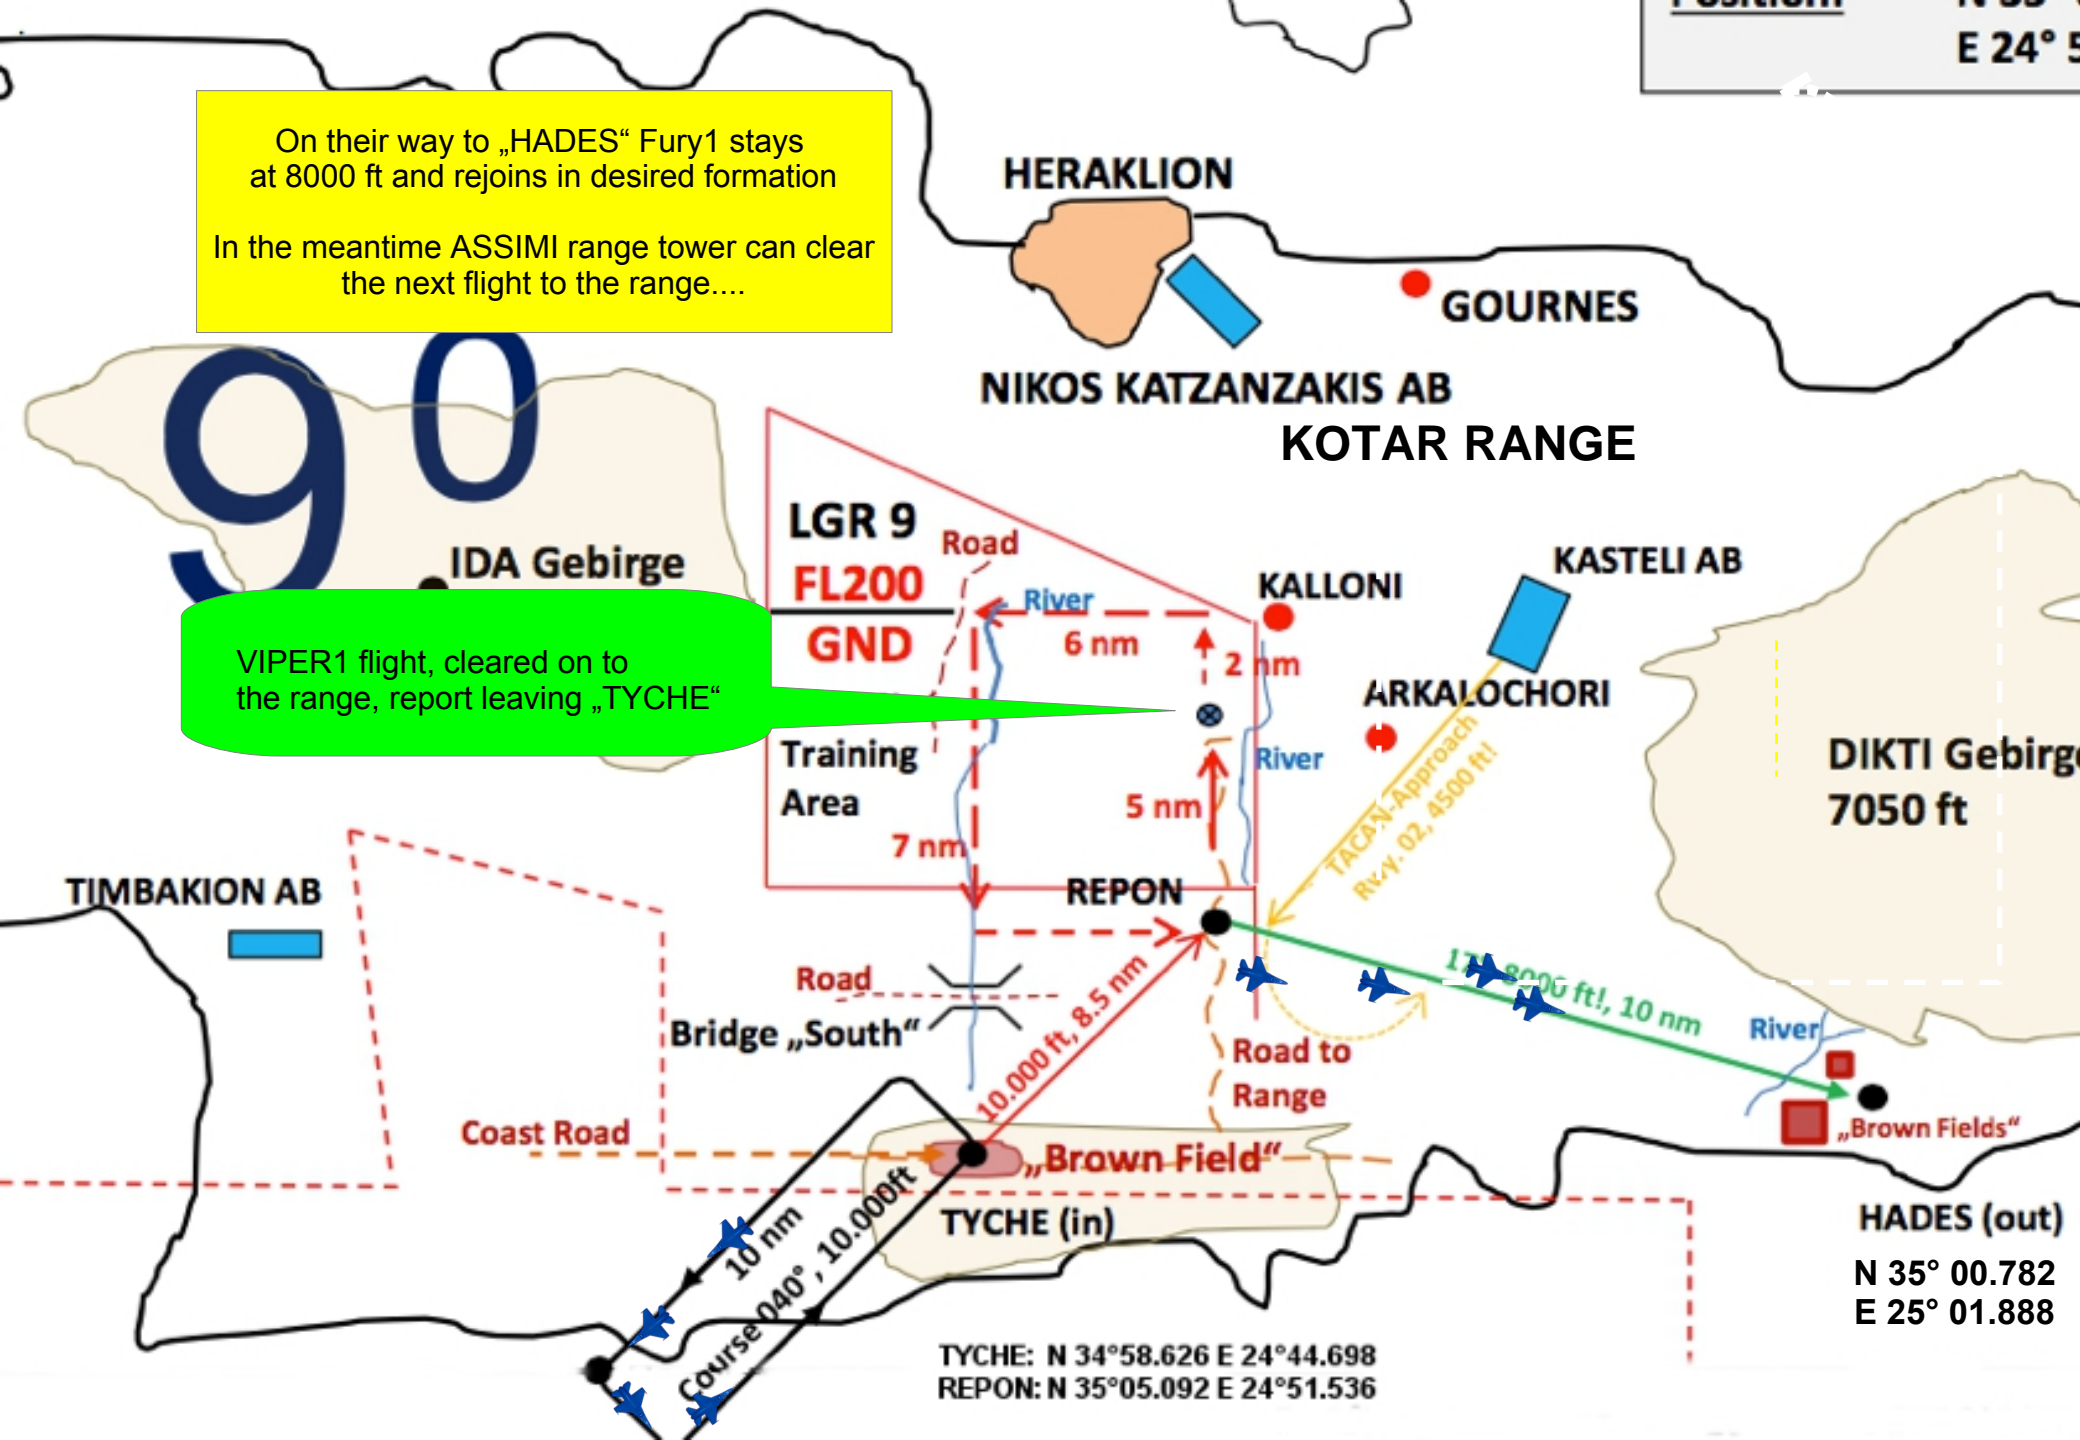 Position:
E 24° 5
On their way to „HADES“ Fury1 stays
at 8000 ft and rejoins in desired formation
In the meantime ASSIMI range tower can clear
the next flight to the range....
HERAKLION
GOURNES
NIKOS KATZANZAKIS AB
KOTAR RANGE
9
0
LGR 9
FL200
GND
Road
River
6 nm
2 nm
KALLONI
KASTELI AB
IDA Gebirge
ARKALOCHORI
VIPER1 flight, cleared on to
the range, report leaving „TYCHE“
Training
Area
River
5 nm
7 nm
TACAN-Approach
Rwy. 02, 4500 ft!
DIKTI Gebirge
7050 ft
TIMBAKION AB
REPON
8000 ft!, 10 nm
Road
Bridge „South“
10.000 ft, 8.5 nm
Road to
Range
River
„Brown Fields“
Coast Road
„Brown Field“
TYCHE (in)
10 nm
Course 040°, 10.000ft
HADES (out)
N 35° 00.782
E 25° 01.888
TYCHE: N 34°58.626 E 24°44.698
REPON: N 35°05.092 E 24°51.536